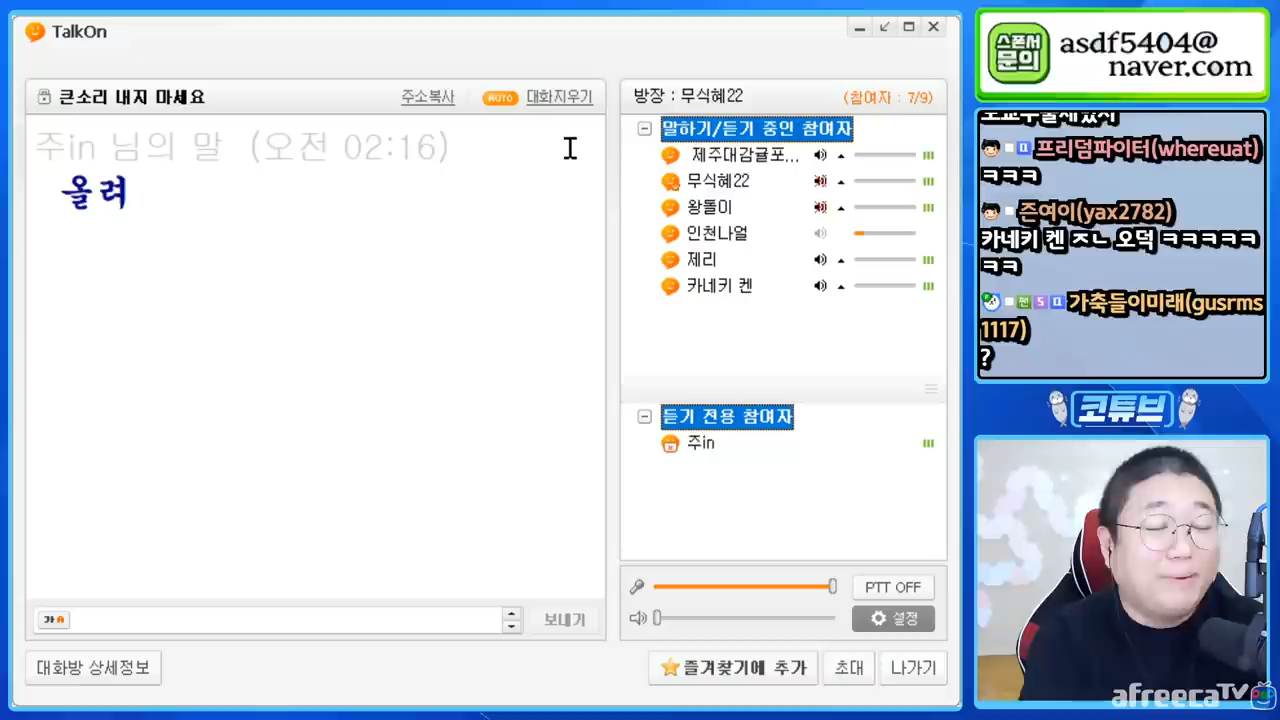 TalkOn
큰소리 내지 마세요
주소복사
AUTO
대화지우기
주in 님의 말 (오전 02:16)
올려
가A
보내기
대화방 상세정보
방장 : 무식혜22
(참여자 : 7/9)
말하기/듣기 중인 참여자
제주대감귤포...
무식혜22
왕돌이
인천나얼
제리
카네키 켄
듣기 전용 참여자
주in
PTT OFF
설정
즐겨찾기에 추가
초대
나가기
스폰서
문의
asdf5404@
naver.com
프리덤파이터(whereuat)
ㅋㅋㅋ
즌여이(yax2782)
카네키 켄 ㅈㄴ 오덕 ㅋㅋㅋㅋㅋ
ㅋㅋ
팬 S
가축들이미래(gusrms
1117)
?
코튜브
afreecaTV